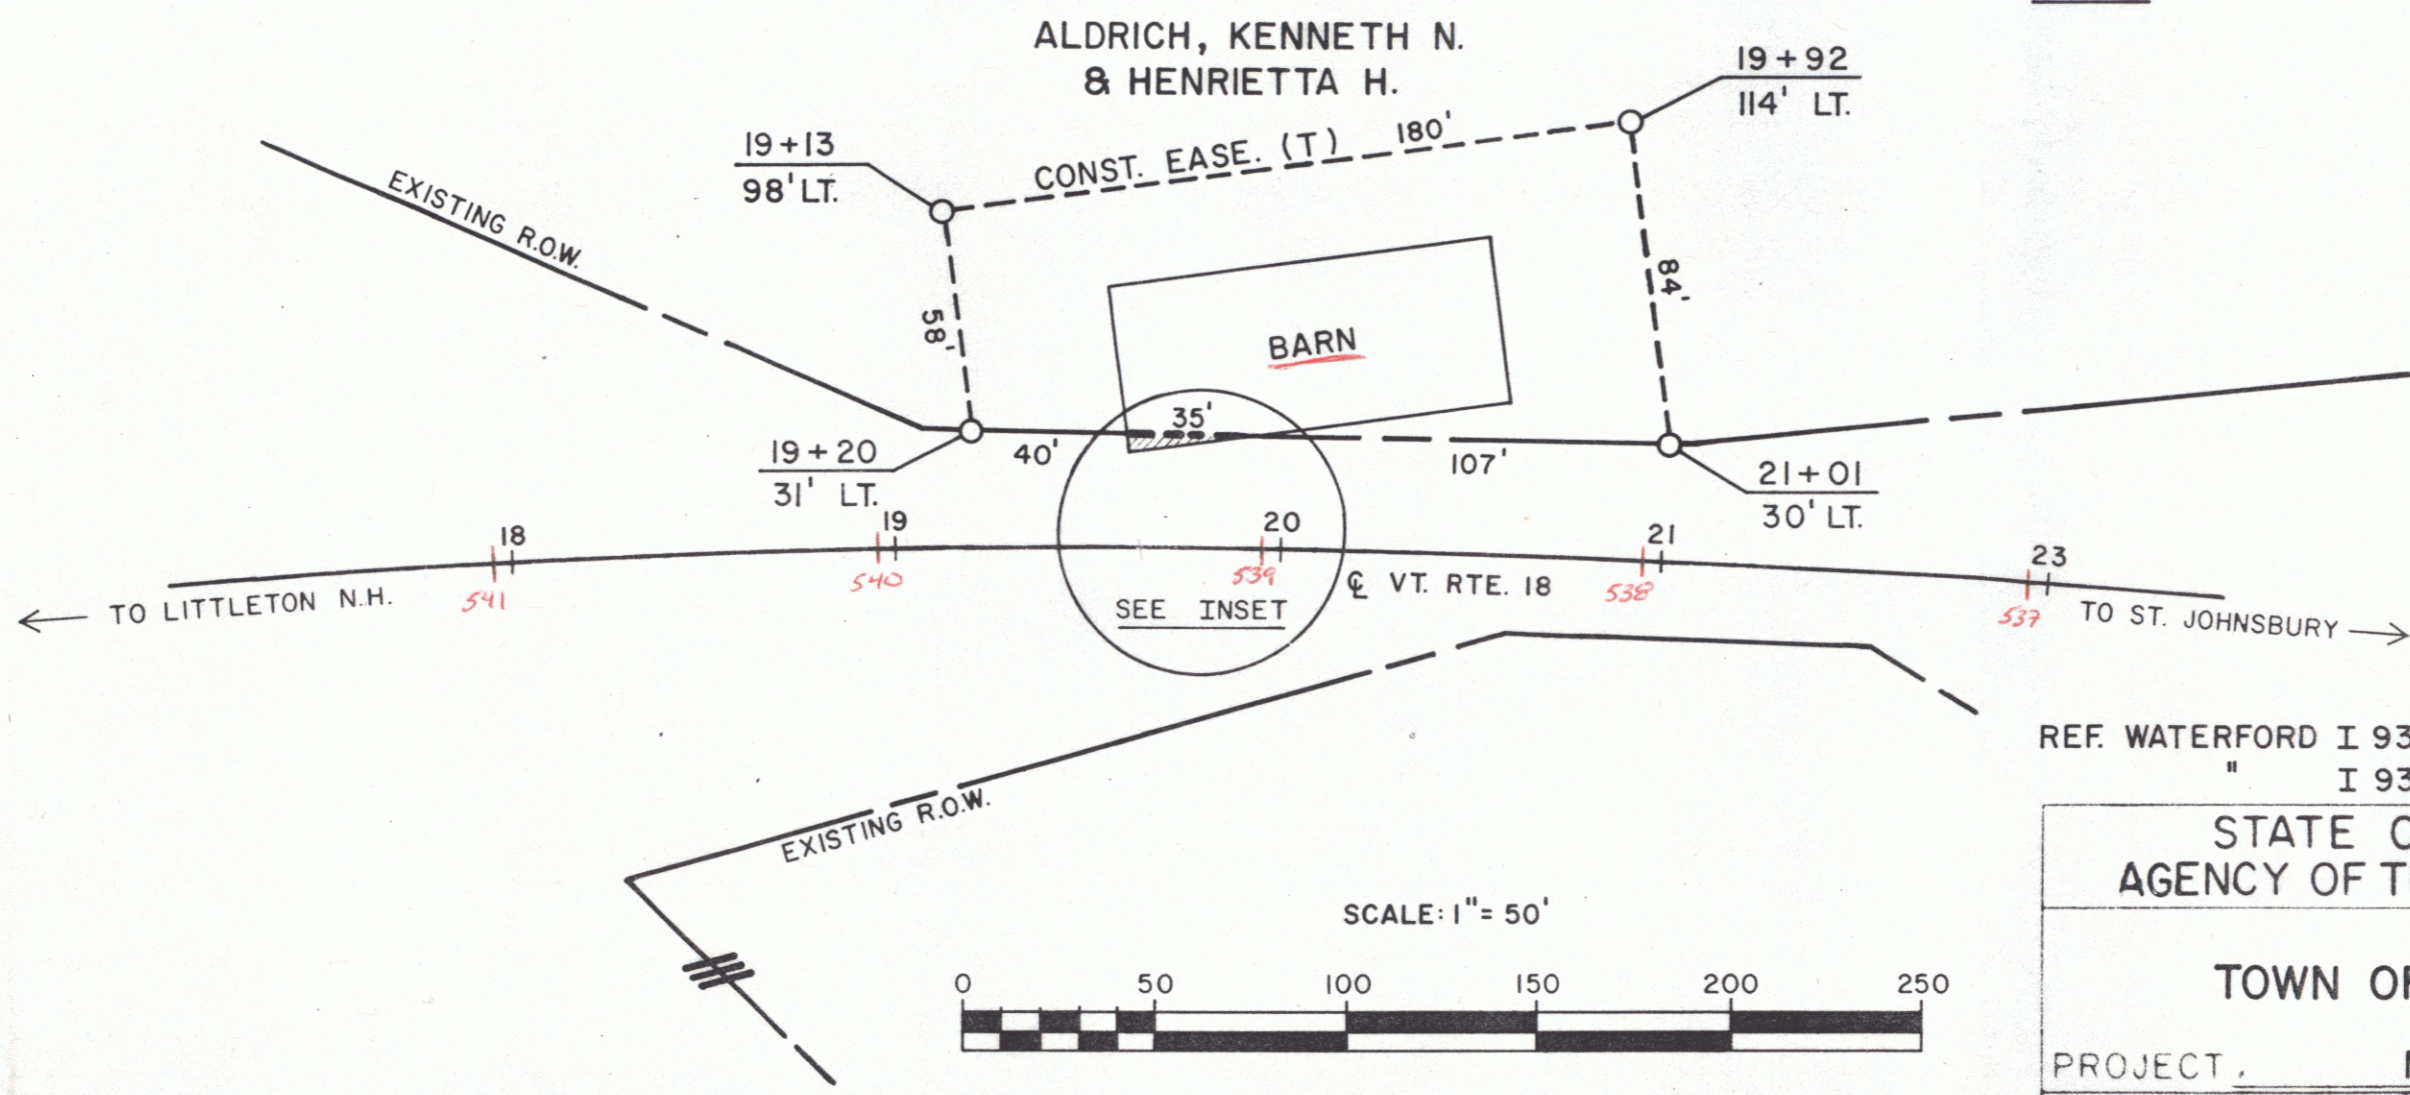 ALDRICH, KENNETH N.
& HENRIETTA H.
19+92
114' LT.
19+13
98' LT.
CONST. EASE. (T) 180'
EXISTING R.O.W.
58'
84'
BARN
35'
40'
107'
19+20
31' LT.
21+01
30' LT.
18
19
20
21
23
541
540
539
538
537
TO LITTLETON N.H.
SEE INSET
℄ VT. RTE. 18
TO ST. JOHNSBURY
EXISTING R.O.W.
REF. WATERFORD I 93
" I 93
STATE O
AGENCY OF T
TOWN OF
PROJECT.
SCALE: 1"= 50'
0 50 100 150 200 250